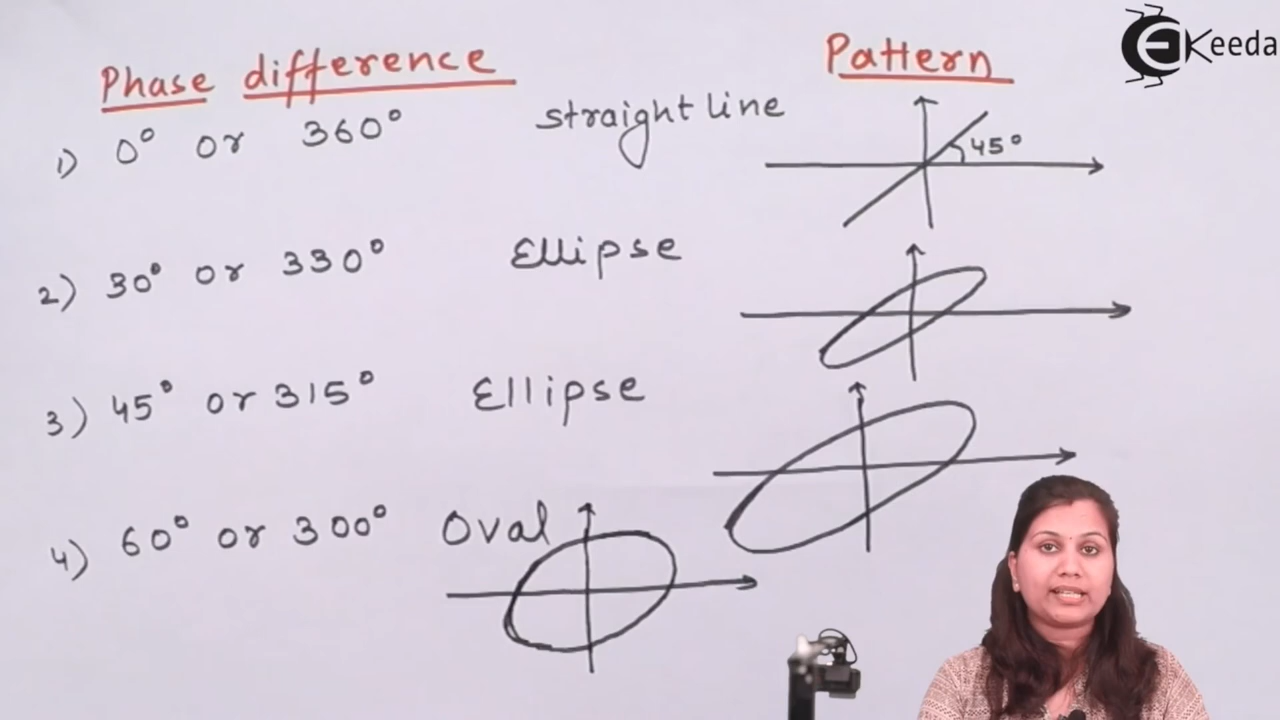 EKeeda
Phase difference Pattern
1) 0° or 360° straight line 45°
2) 30° or 330° Ellipse
3) 45° or 315° Ellipse
4) 60° or 300° Oval